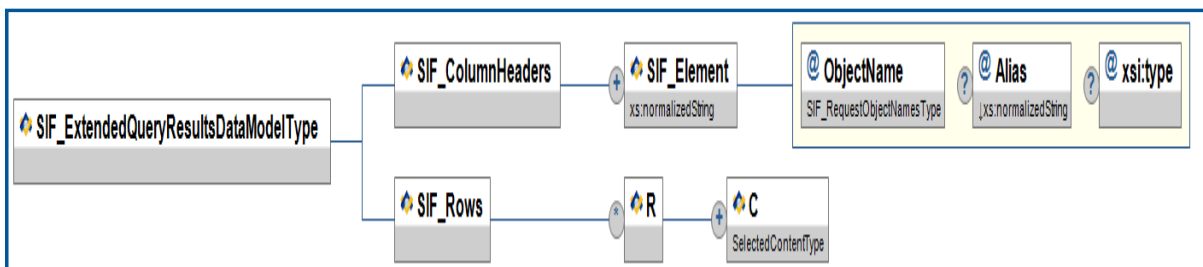 SIF_ExtendedQueryResultsDataModelType
SIF_ColumnHeaders
+
SIF_Element
xs:normalizedString
@ ObjectName
SIF_RequestObjectNamesType
?
@ Alias
↓xs:normalizedString
?
@ xsi:type
SIF_Rows
*
R
+
C
SelectedContentType